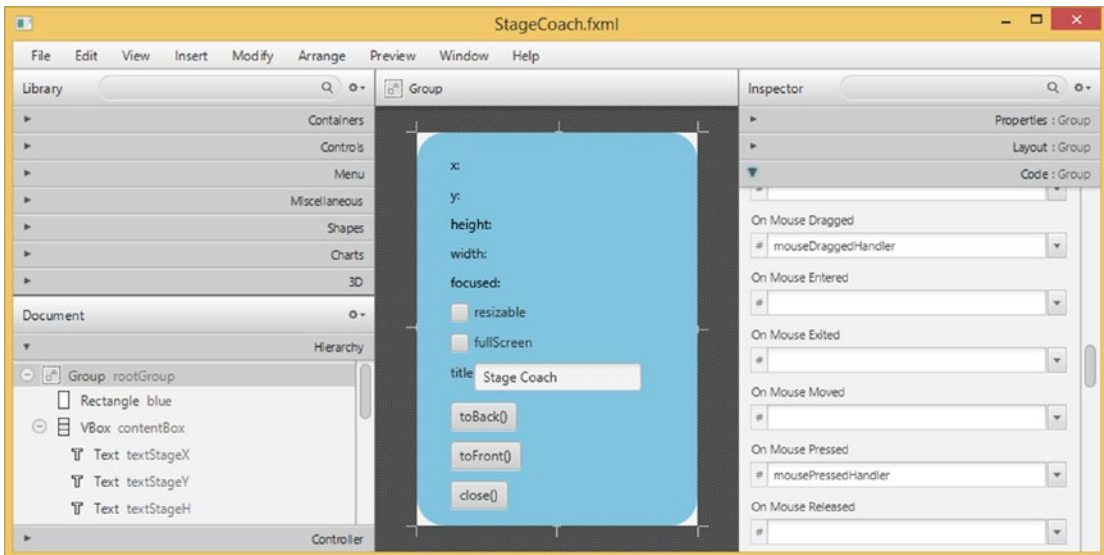 StageCoach.fxml
File Edit View Insert Modify Arrange Preview Window Help
Library
Containers
Controls
Menu
Miscellaneous
Shapes
Charts
3D
Document
Hierarchy
Group rootGroup
Rectangle blue
VBox contentBox
Text textStageX
Text textStageY
Text textStageH
Controller
Group
x:
y:
height:
width:
focused:
resizable
fullScreen
title Stage Coach
toBack()
toFront()
close()
Inspector
Properties : Group
Layout : Group
Code : Group
#
On Mouse Dragged
# mouseDraggedHandler
On Mouse Entered
#
On Mouse Exited
#
On Mouse Moved
#
On Mouse Pressed
# mousePressedHandler
On Mouse Released
#